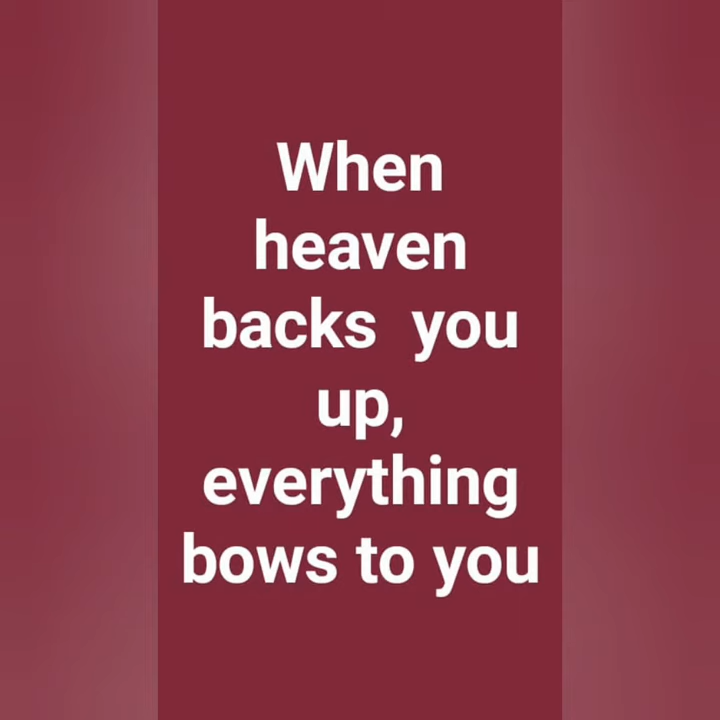 When
heaven
backs  you
up,
everything
bows to you